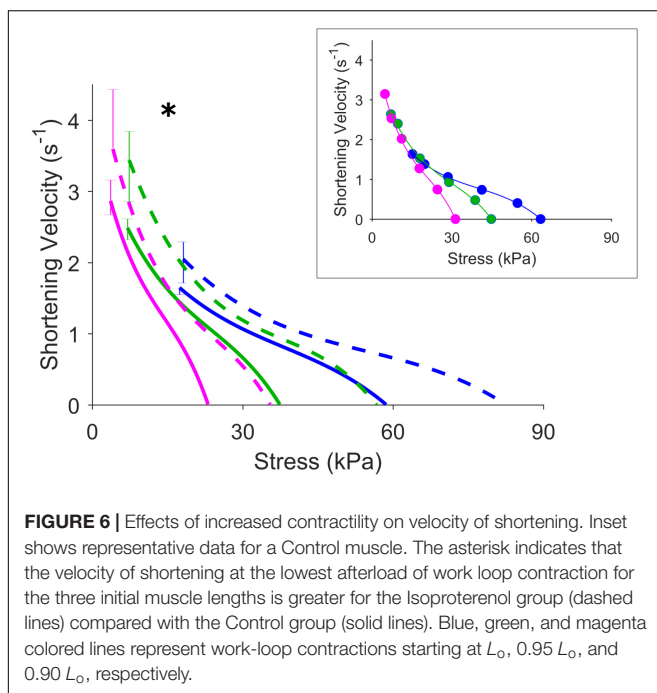 Shortening Velocity (s⁻¹)
4
3
2
1
0
0 30 60 90
Stress (kPa)
*
Shortening Velocity (s⁻¹)
4
3
2
1
0
0 30 60 90
Stress (kPa)
FIGURE 6 | Effects of increased contractility on velocity of shortening. Inset
shows representative data for a Control muscle. The asterisk indicates that
the velocity of shortening at the lowest afterload of work loop contraction for
the three initial muscle lengths is greater for the Isoproterenol group (dashed
lines) compared with the Control group (solid lines). Blue, green, and magenta
colored lines represent work-loop contractions starting at Lₒ, 0.95 Lₒ, and
0.90 Lₒ, respectively.